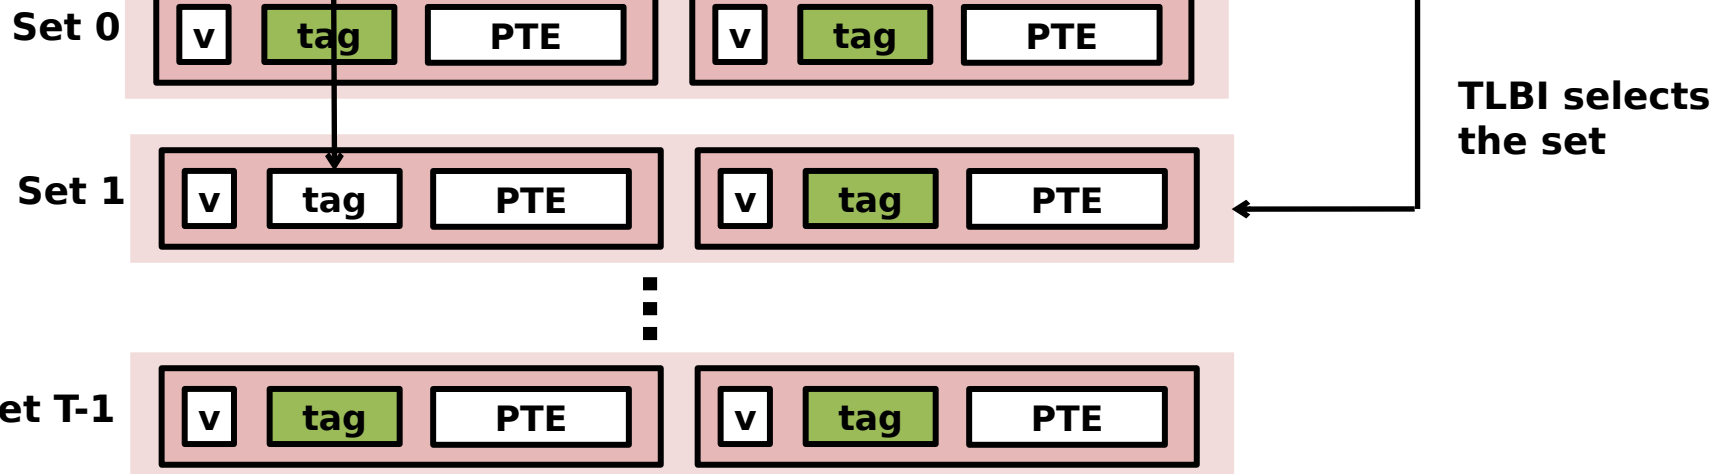 Set 0 v tag PTE v tag PTE
TLBI selects
the set
Set 1 v tag PTE v tag PTE
et T-1 v tag PTE v tag PTE